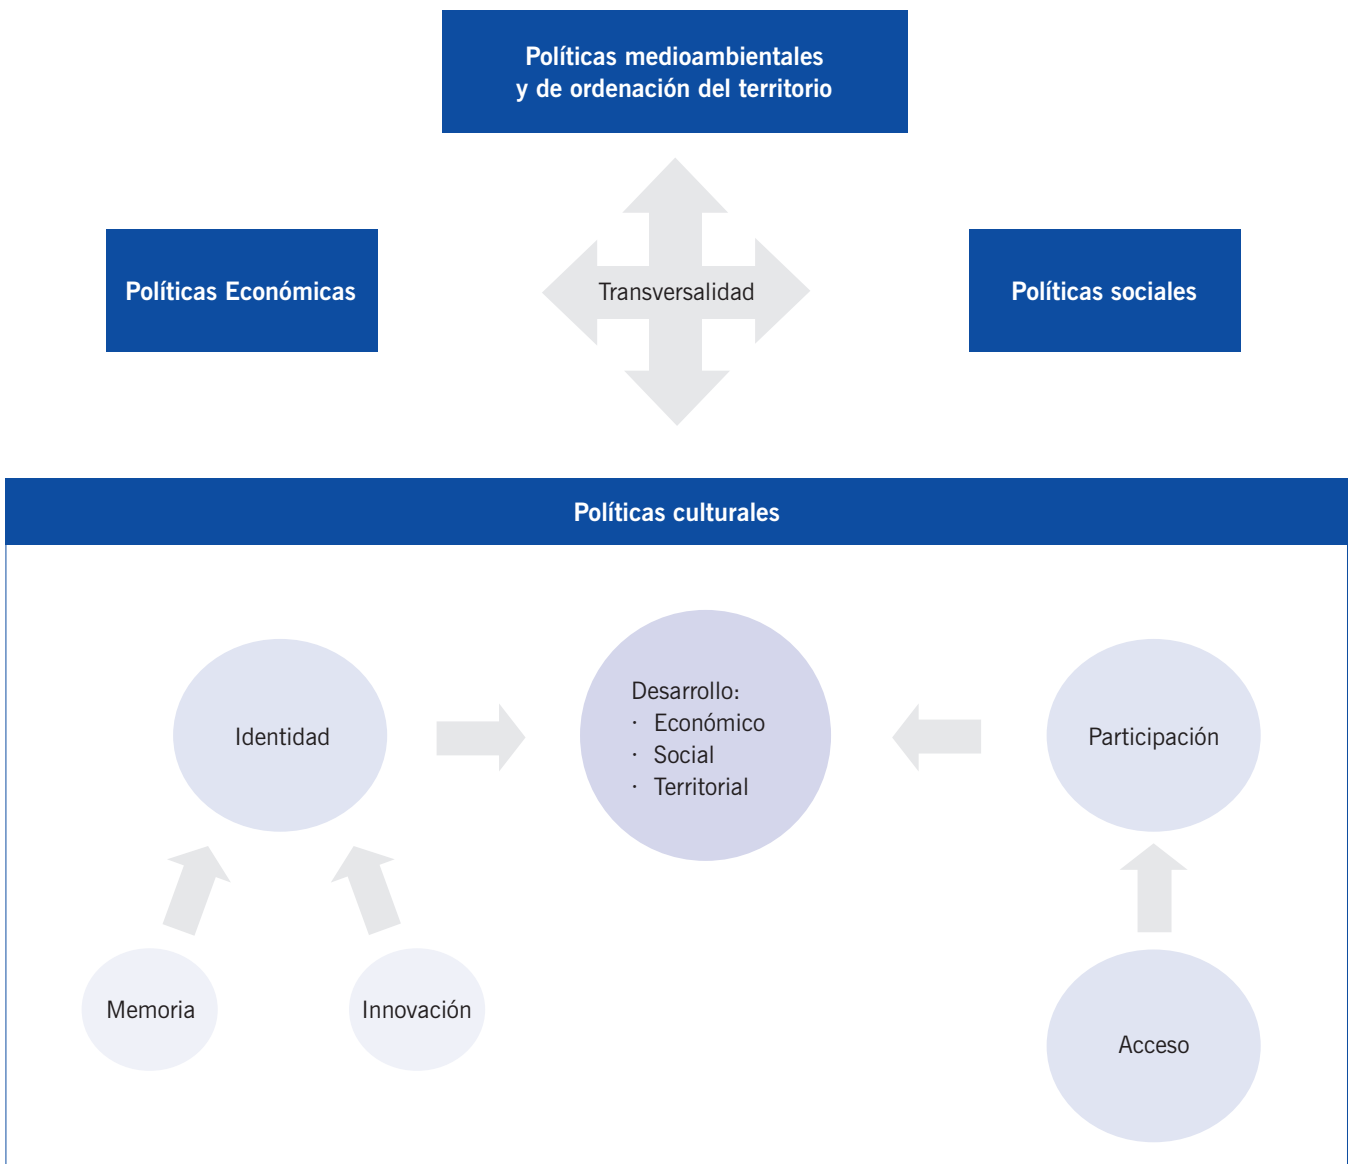 Políticas medioambientales
y de ordenación del territorio
Políticas Económicas
Transversalidad
Políticas sociales
Políticas culturales
Identidad
Desarrollo:
· Económico
· Social
· Territorial
Participación
Memoria
Innovación
Acceso